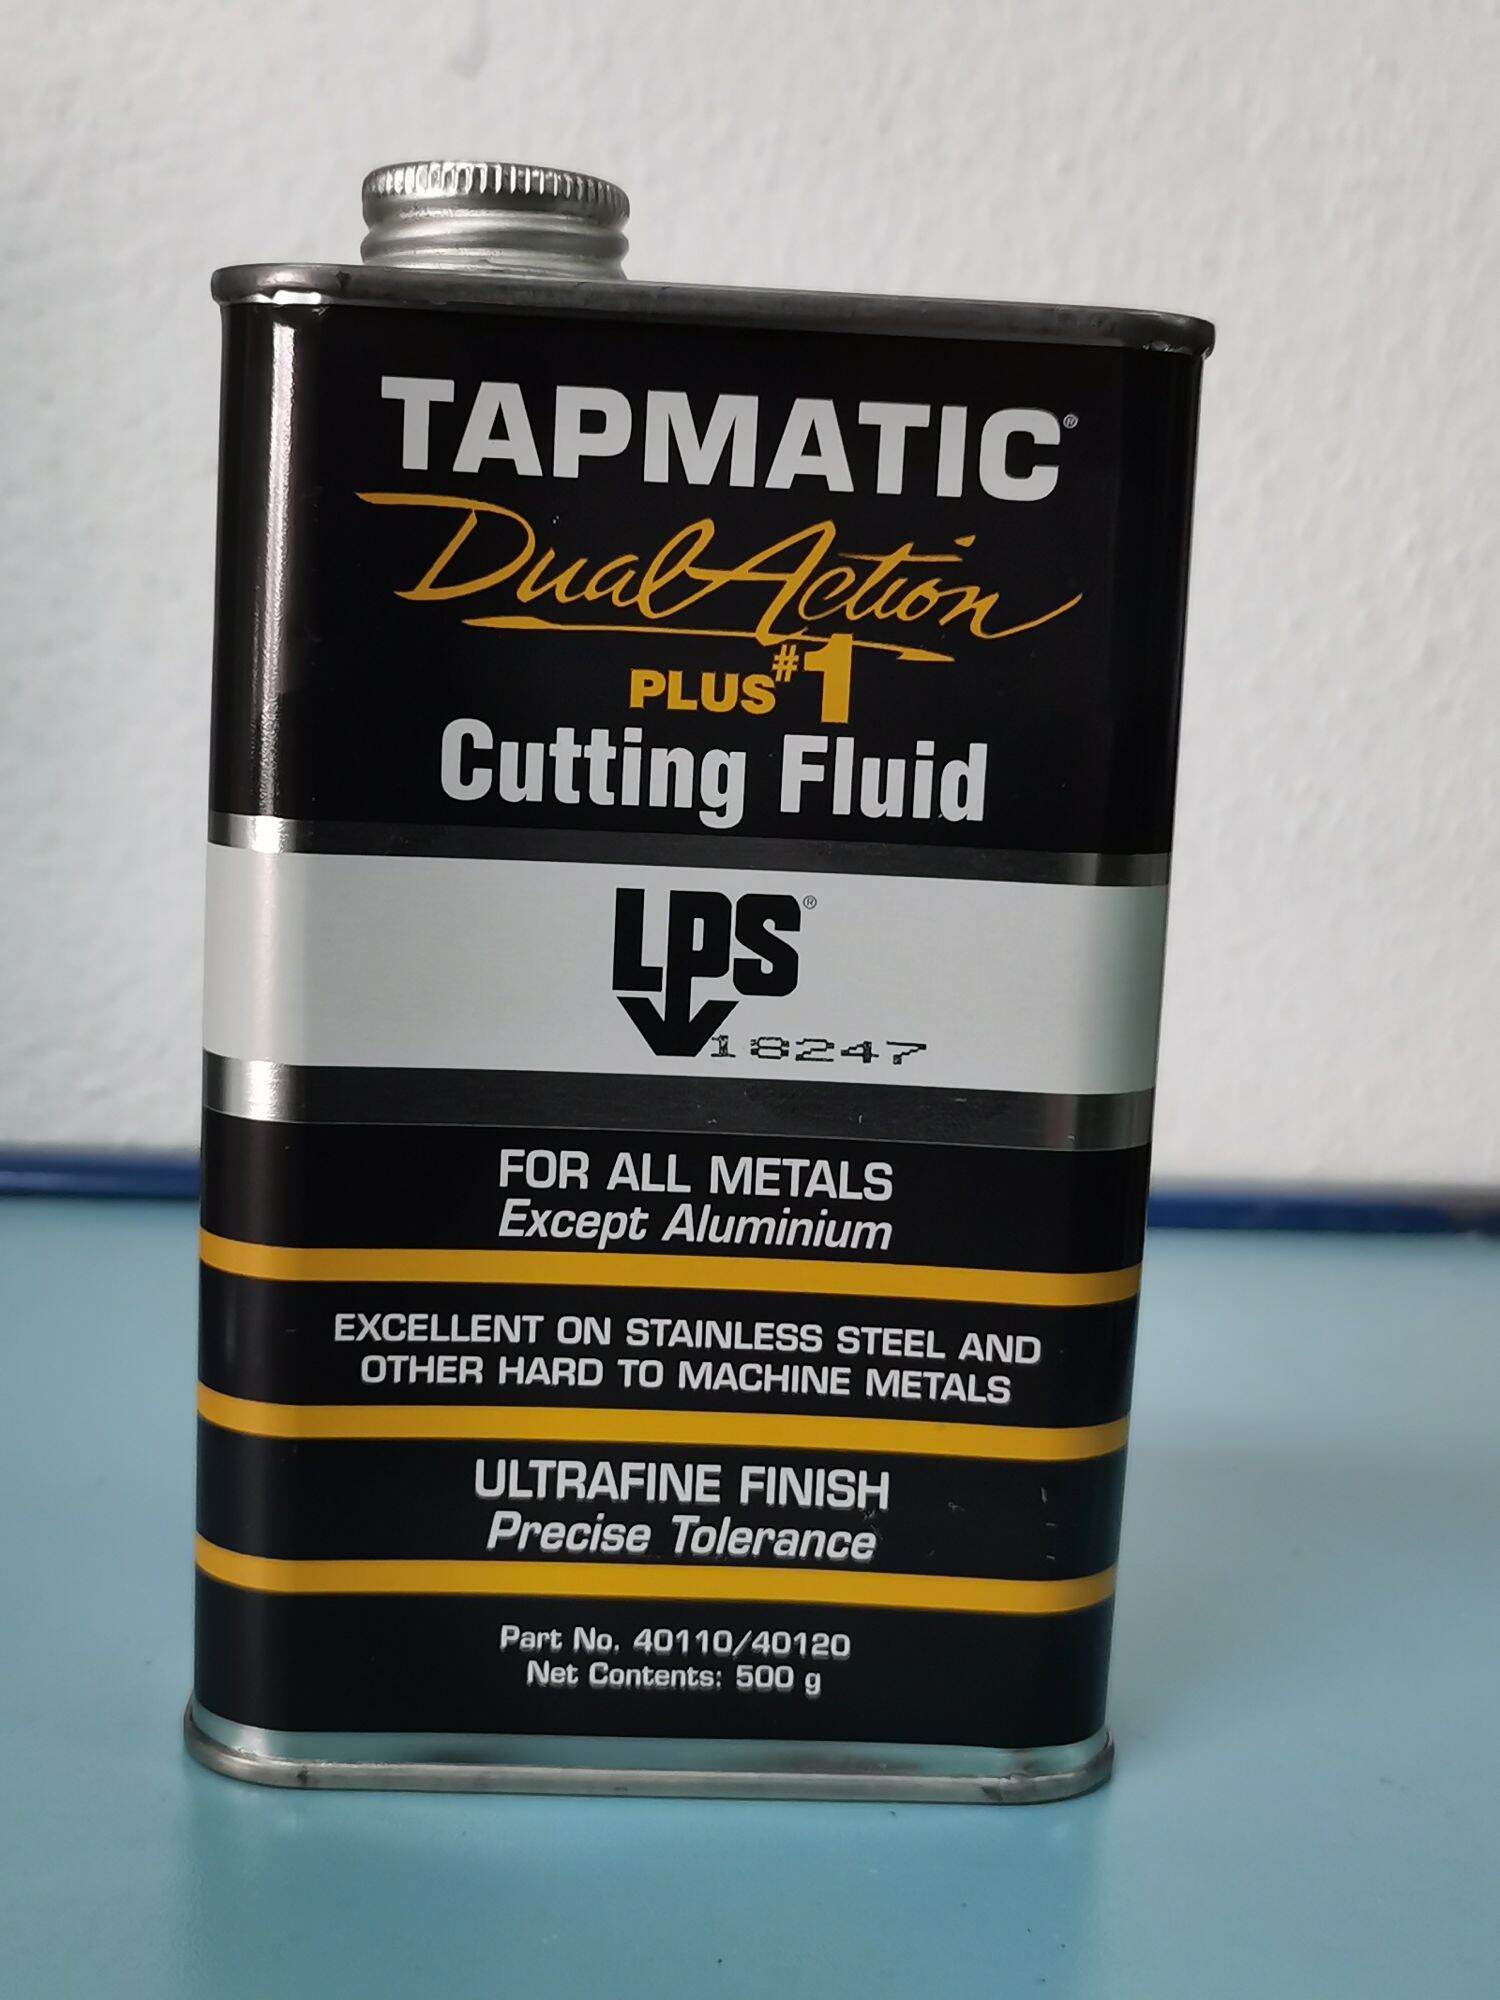 TAPMATIC®
Dual Action
PLUS #1
Cutting Fluid
LPS®
18247
FOR ALL METALS
Except Aluminium
EXCELLENT ON STAINLESS STEEL AND
OTHER HARD TO MACHINE METALS
ULTRAFINE FINISH
Precise Tolerance
Part No. 40110/40120
Net Contents: 500 g